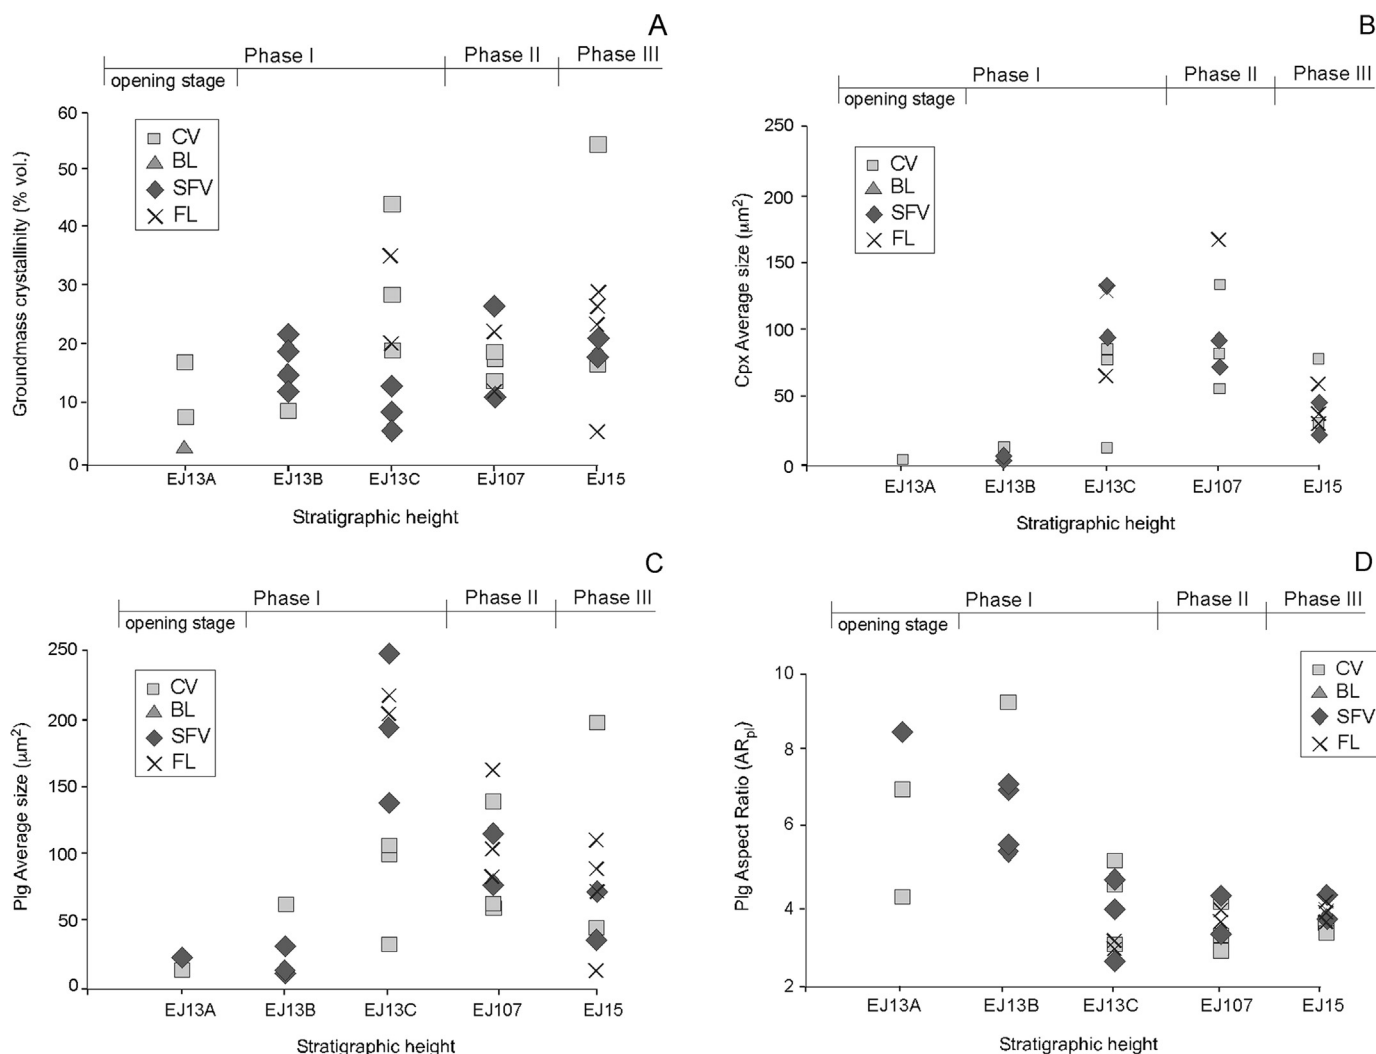 A
Phase I Phase II Phase III
opening stage
Groundmass crystallinity (% vol.)
60
50
40
30
20
10
0
CV
BL
SFV
FL
EJ13A EJ13B EJ13C EJ107 EJ15
Stratigraphic height
B
Phase I Phase II Phase III
opening stage
Cpx Average size (μm²)
250
200
150
100
50
0
CV
BL
SFV
FL
EJ13A EJ13B EJ13C EJ107 EJ15
Stratigraphic height
C
Phase I Phase II Phase III
opening stage
Plg Average size (μm²)
250
200
150
100
50
0
CV
BL
SFV
FL
EJ13A EJ13B EJ13C EJ107 EJ15
Stratigraphic height
D
Phase I Phase II Phase III
opening stage
Plg Aspect Ratio (ARpl)
10
8
6
4
2
CV
BL
SFV
FL
EJ13A EJ13B EJ13C EJ107 EJ15
Stratigraphic height